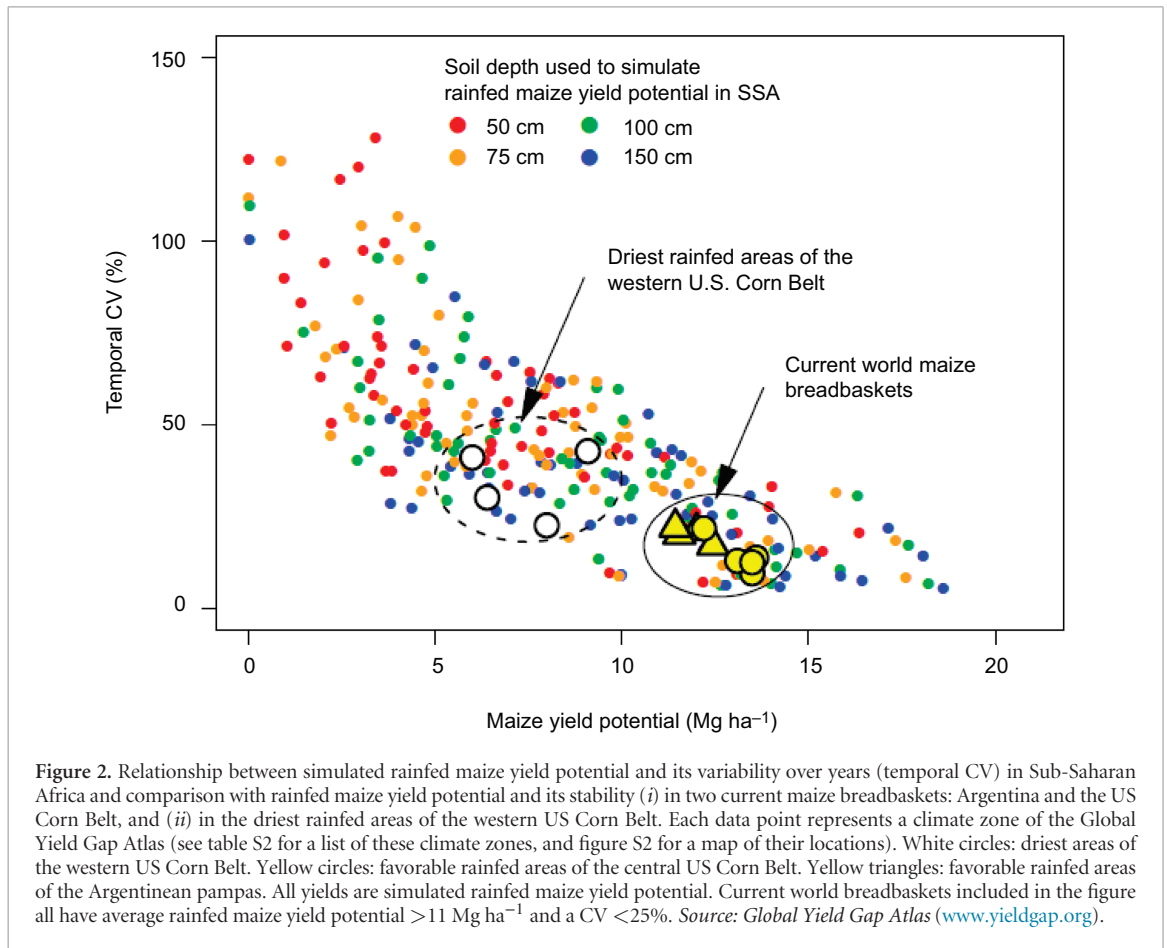 150
100
50
0
Temporal CV (%)
Soil depth used to simulate
rainfed maize yield potential in SSA
50 cm 100 cm
75 cm 150 cm
Driest rainfed areas of the
western U.S. Corn Belt
Current world maize
breadbaskets
0 5 10 15 20
Maize yield potential (Mg ha⁻¹)
Figure 2. Relationship between simulated rainfed maize yield potential and its variability over years (temporal CV) in Sub-Saharan
Africa and comparison with rainfed maize yield potential and its stability (i) in two current maize breadbaskets: Argentina and the US
Corn Belt, and (ii) in the driest rainfed areas of the western US Corn Belt. Each data point represents a climate zone of the Global
Yield Gap Atlas (see table S2 for a list of these climate zones, and figure S2 for a map of their locations). White circles: driest areas of
the western US Corn Belt. Yellow circles: favorable rainfed areas of the central US Corn Belt. Yellow triangles: favorable rainfed areas
of the Argentinean pampas. All yields are simulated rainfed maize yield potential. Current world breadbaskets included in the figure
all have average rainfed maize yield potential >11 Mg ha⁻¹ and a CV <25%. Source: Global Yield Gap Atlas (www.yieldgap.org).